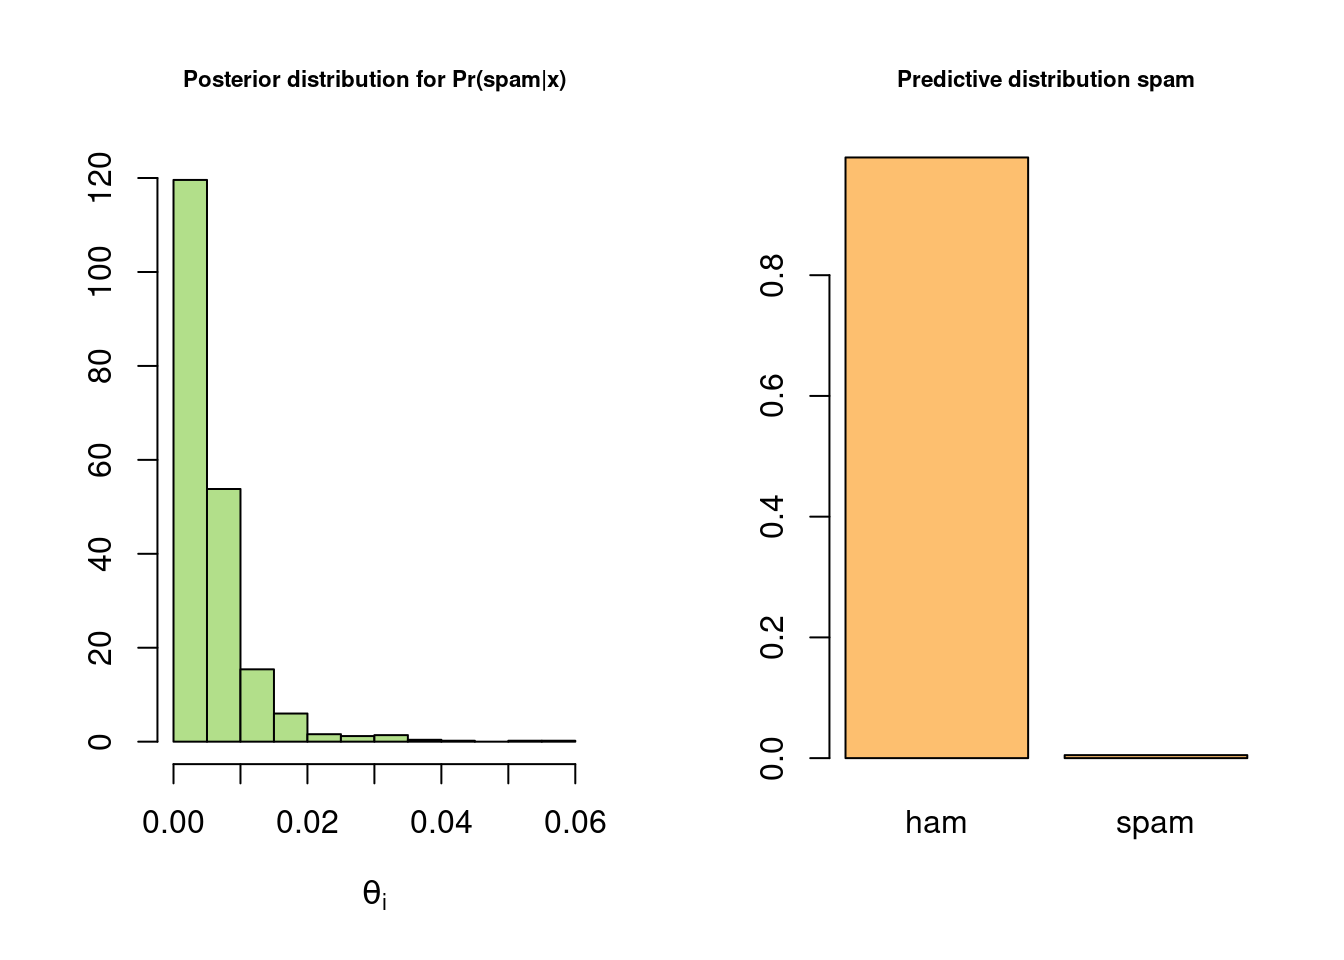 Posterior distribution for Pr(spam|x)
120
100
80
60
40
20
0
0.00 0.02 0.04 0.06
θi
Predictive distribution spam
0.8
0.6
0.4
0.2
0.0
ham spam